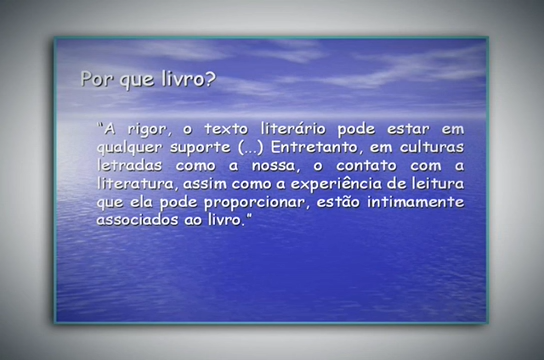 Por que livro?
"A rigor, o texto literário pode estar em
qualquer suporte (...) Entretanto, em culturas
letradas como a nossa, o contato com a
literatura, assim como a experiência de leitura
que ela pode proporcionar, estão intimamente
associados ao livro."